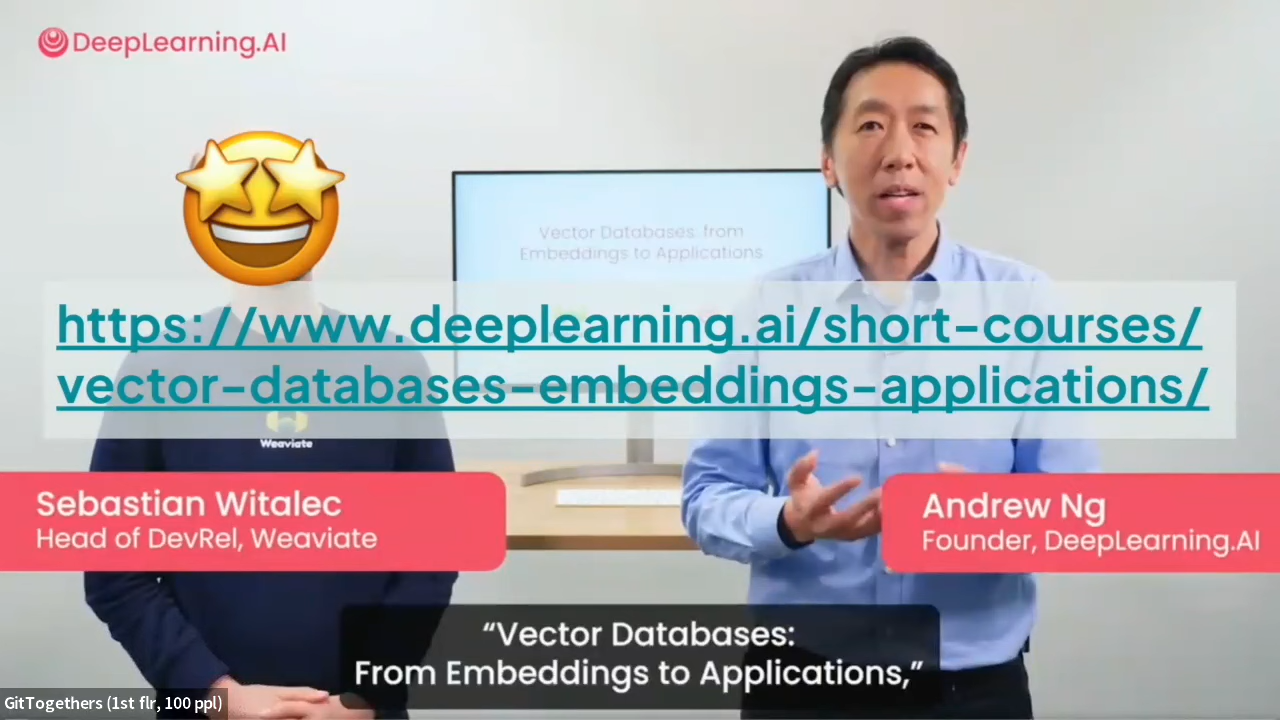 DeepLearning.AI
Vector Databases: from
Embeddings to Applications
https://www.deeplearning.ai/short-courses/
vector-databases-embeddings-applications/
Weaviate
Sebastian Witalec
Head of DevRel, Weaviate
Andrew Ng
Founder, DeepLearning.AI
“Vector Databases:
From Embeddings to Applications,”
GitTogethers (1st flr, 100 ppl)